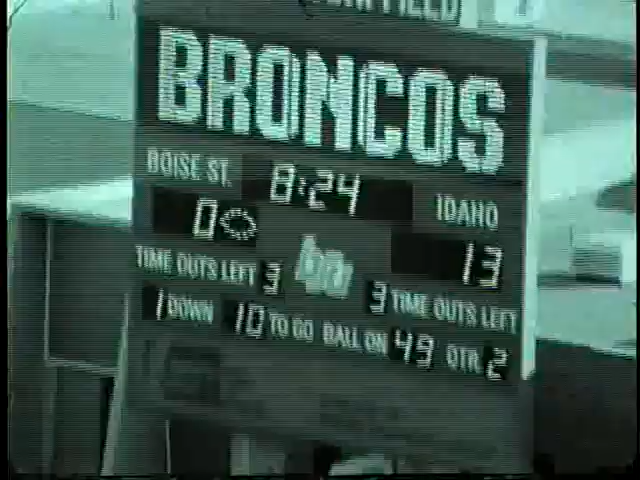 BRONCOS
BOISE ST. 8:24 IDAHO
0 13
TIME OUTS LEFT 3 3 TIME OUTS LEFT
1 DOWN 10 TO GO BALL ON 49 QTR 2